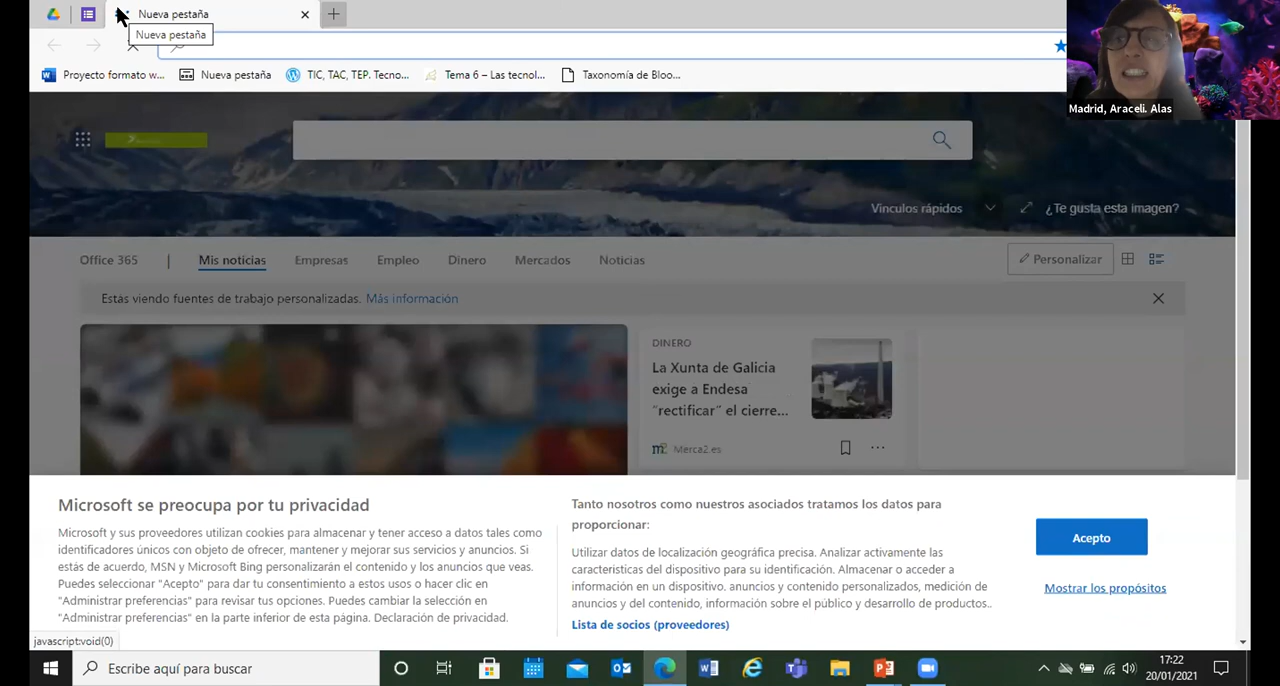 Nueva pestaña
Nueva pestaña
Proyecto formato w...
Nueva pestaña
TIC, TAC, TEP. Tecno...
Tema 6 – Las tecnol...
Taxonomía de Bloo...
Madrid, Araceli. Alas
Vínculos rápidos
¿Te gusta esta imagen?
Office 365 | Mis noticias Empresas Empleo Dinero Mercados Noticias
Personalizar
Estás viendo fuentes de trabajo personalizadas. Más información
DINERO
La Xunta de Galicia
exige a Endesa
"rectificar" el cierre...
Merca2.es
Microsoft se preocupa por tu privacidad
Microsoft y sus proveedores utilizan cookies para almacenar y tener acceso a datos tales como
identificadores únicos con objeto de ofrecer, mantener y mejorar sus servicios y anuncios. Si
estás de acuerdo, MSN y Microsoft Bing personalizarán el contenido y los anuncios que veas.
Puedes seleccionar "Acepto" para dar tu consentimiento a estos usos o hacer clic en
"Administrar preferencias" para revisar tus opciones. Puedes cambiar la selección en
"Administrar preferencias" en la parte inferior de esta página. Declaración de privacidad.
Tanto nosotros como nuestros asociados tratamos los datos para
proporcionar:
Utilizar datos de localización geográfica precisa. Analizar activamente las
características del dispositivo para su identificación. Almacenar o acceder a
información en un dispositivo. anuncios y contenido personalizados, medición de
anuncios y del contenido, información sobre el público y desarrollo de productos..
Lista de socios (proveedores)
Acepto
Mostrar los propósitos
javascript:void(0)
Escribe aquí para buscar
17:22
20/01/2021